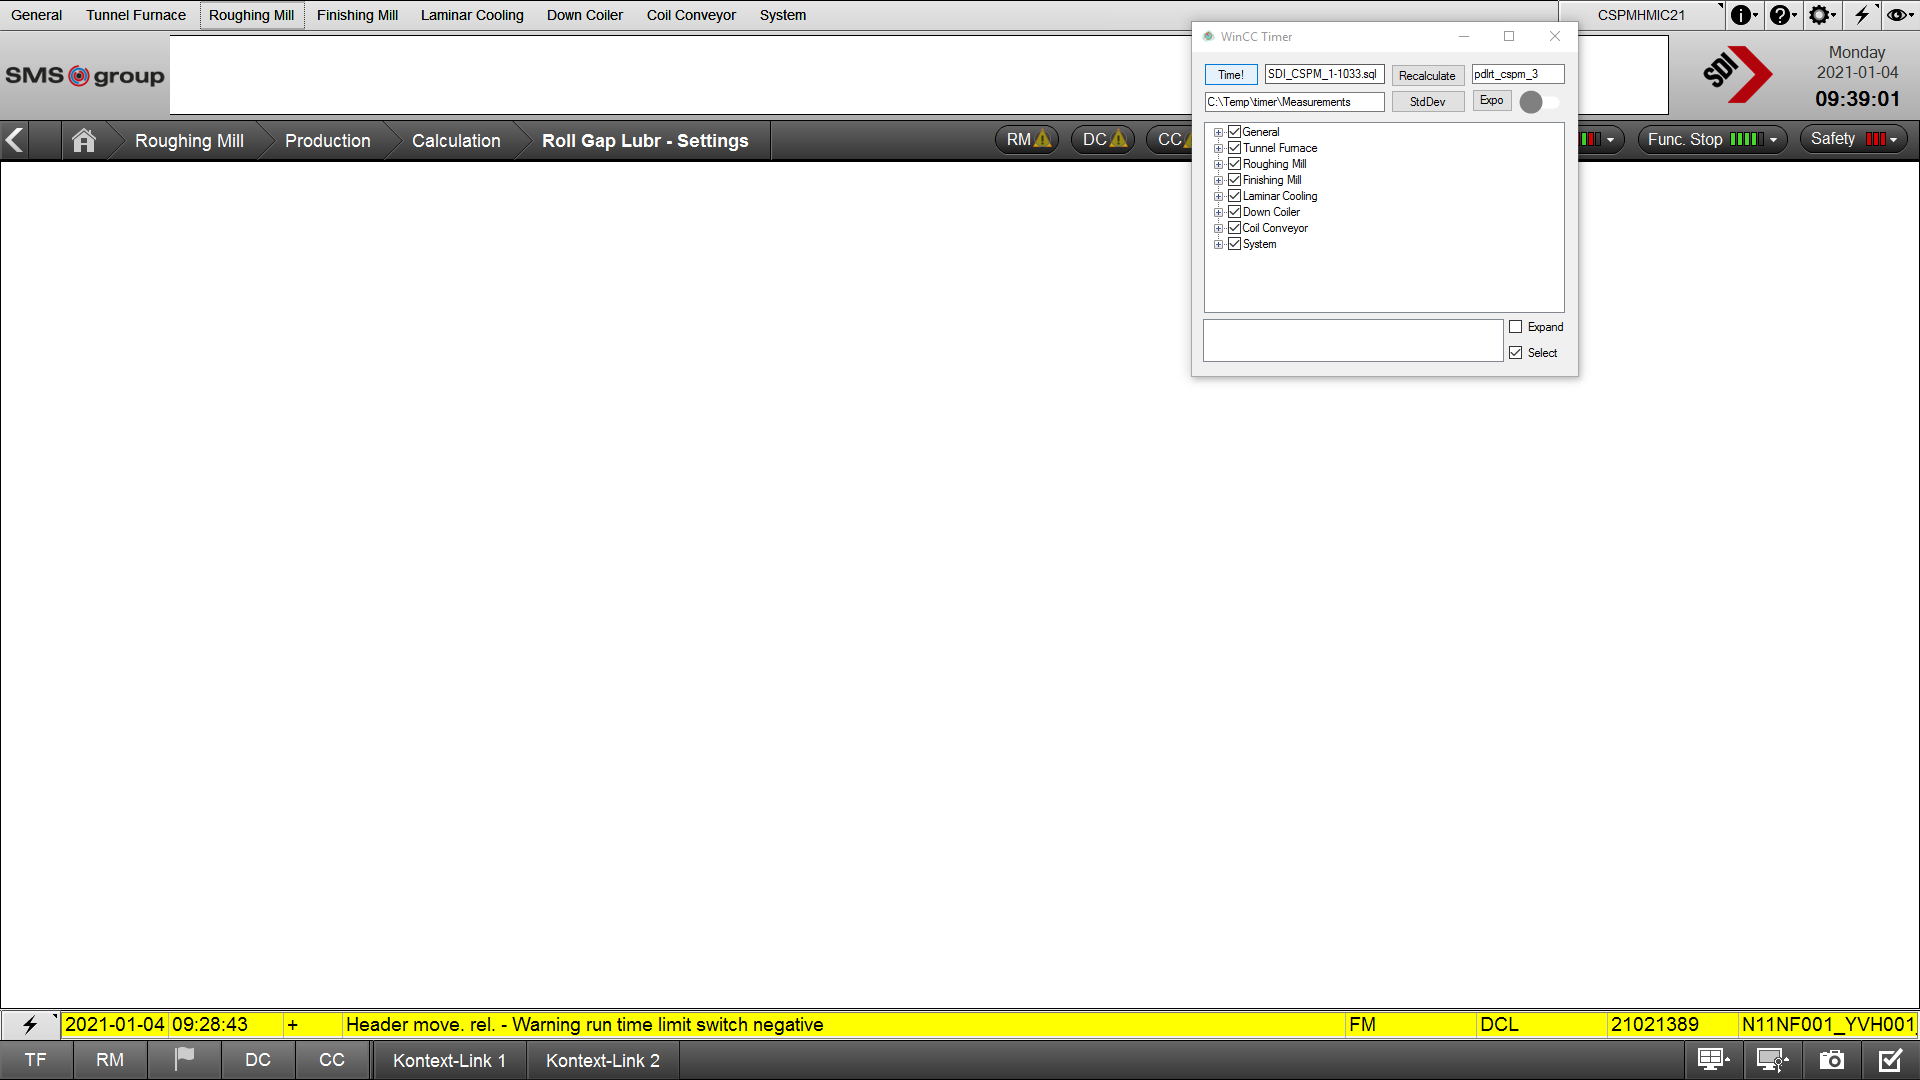 General Tunnel Furnace Roughing Mill Finishing Mill Laminar Cooling Down Coiler Coil Conveyor System CSPMHMIC21
WinCC Timer
SMS group
SDI
Monday
2021-01-04
09:39:01
Time! SDI_CSPM_1-1033.sql Recalculate pdlrt_cspm_3
C:\Temp\timer\Measurements StdDev Expo
Roughing Mill Production Calculation Roll Gap Lubr - Settings RM DC CC Func. Stop Safety
General
Tunnel Furnace
Roughing Mill
Finishing Mill
Laminar Cooling
Down Coiler
Coil Conveyor
System
Expand
Select
2021-01-04 09:28:43 + Header move. rel. - Warning run time limit switch negative FM DCL 21021389 N11NF001_YVH001
TF RM DC CC Kontext-Link 1 Kontext-Link 2